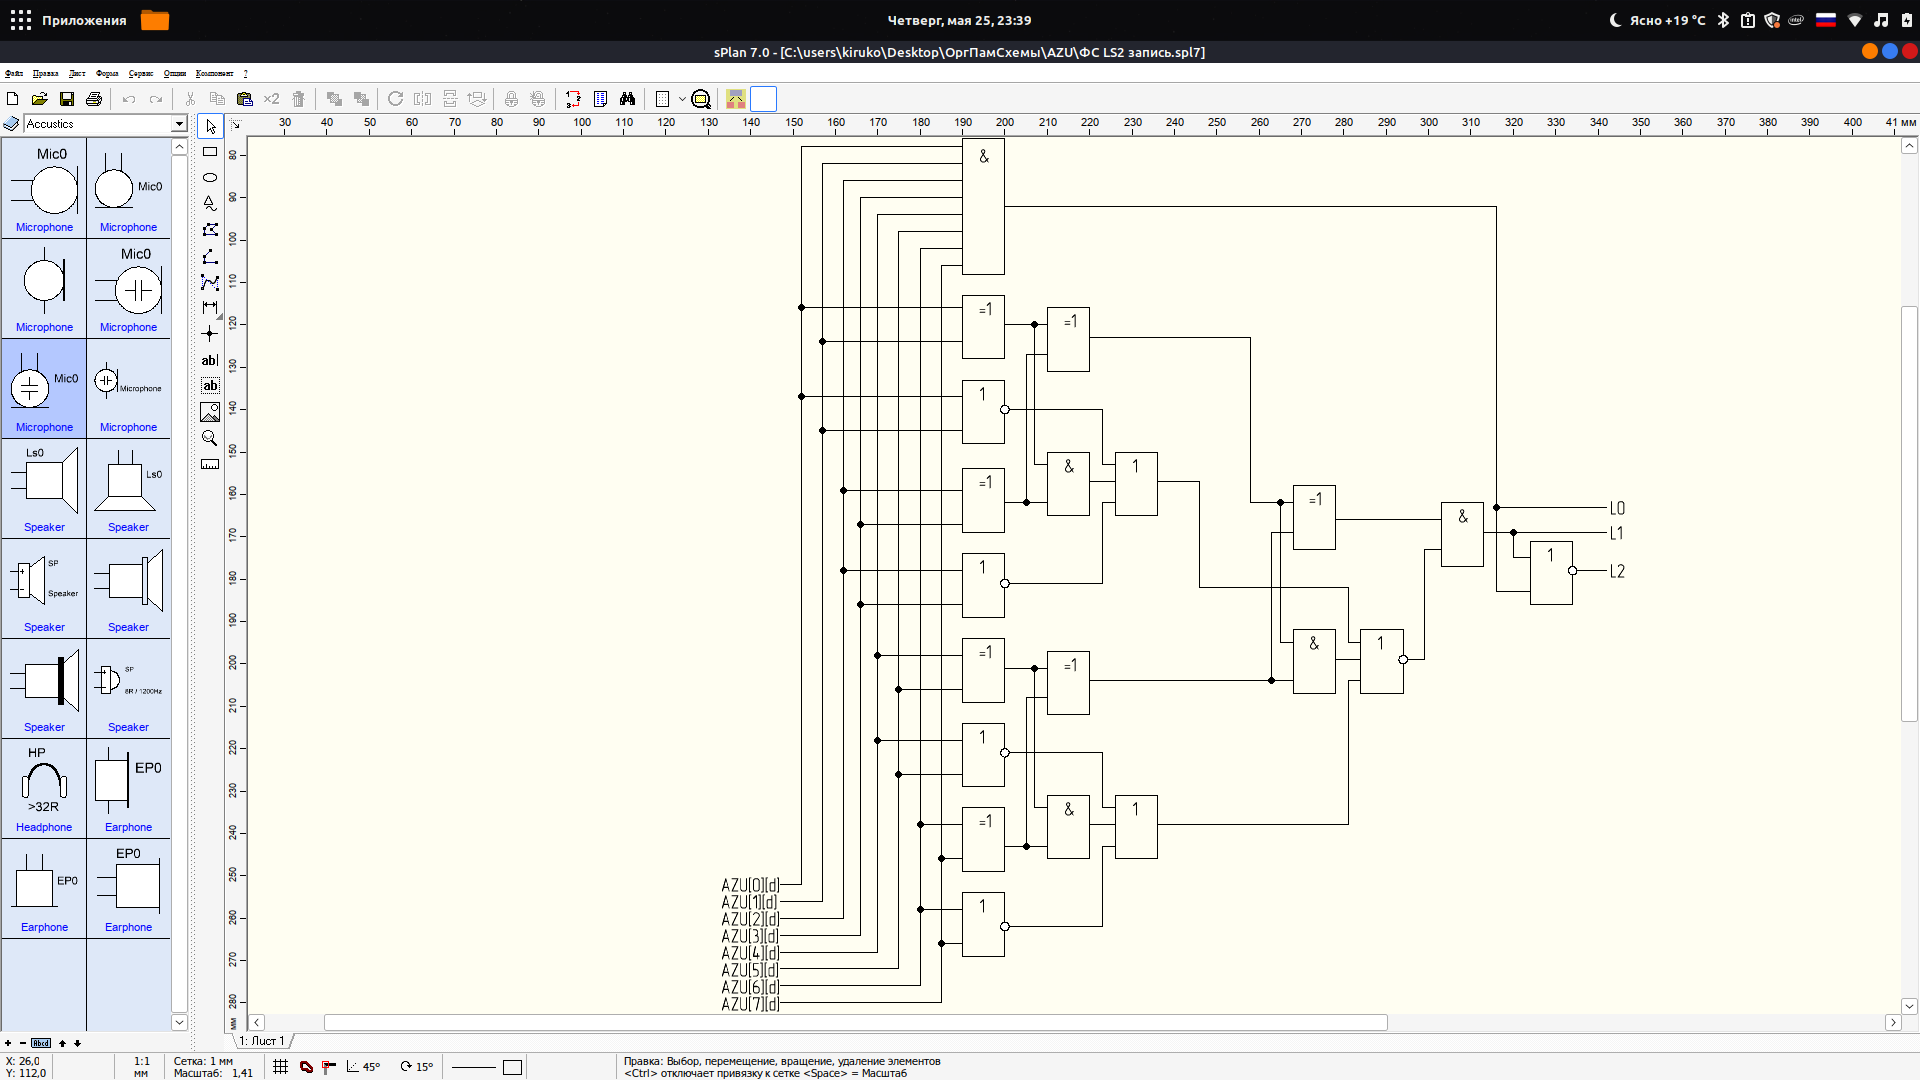 Приложения
Четверг, мая 25, 23:39
Ясно +19 °C
sPlan 7.0 - [C:\users\kiruko\Desktop\ОргПамСхемы\AZU\ФС LS2 запись.spl7]
Файл Правка Лист Форма Сервис Опции Компонент ?
×2
Accustics
30 40 50 60 70 80 90 100 110 120 130 140 150 160 170 180 190 200 210 220 230 240 250 260 270 280 290 300 310 320 330 340 350 360 370 380 390 400 41 мм
80
90
100
110
120
130
140
150
160
170
180
190
200
210
220
230
240
250
260
270
280
мм
Mic0
Mic0
Microphone Microphone
Mic0
Microphone Microphone
Mic0
Microphone
Microphone Microphone
Ls0
Ls0
Speaker Speaker
SP
Speaker
Speaker Speaker
SP
8R / 1200Hz
Speaker Speaker
HP
EP0
>32R
Headphone Earphone
EP0
EP0
Earphone Earphone
ab|
ab
&
=1
=1
1
&
1
=1
1
=1
=1
1
&
1
=1
1
=1
&
1
&
1
L0
L1
L2
AZU[0][d]
AZU[1][d]
AZU[2][d]
AZU[3][d]
AZU[4][d]
AZU[5][d]
AZU[6][d]
AZU[7][d]
1: Лист 1
Abcd
X: 26,0
Y: 112,0
1:1
мм
Сетка: 1 мм
Масштаб: 1,41
45°
15°
Правка: Выбор, перемещение, вращение, удаление элементов
<Ctrl> отключает привязку к сетке <Space> = Масштаб